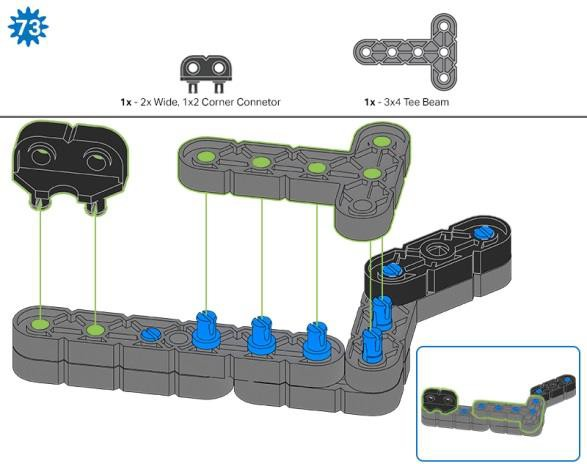 73
1x - 2x Wide, 1x2 Corner Connetor
1x - 3x4 Tee Beam